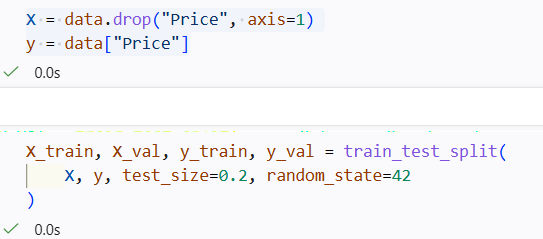 X = data.drop("Price", axis=1)
y = data["Price"]
0.0s
X_train, X_val, y_train, y_val = train_test_split(
X, y, test_size=0.2, random_state=42
)
0.0s